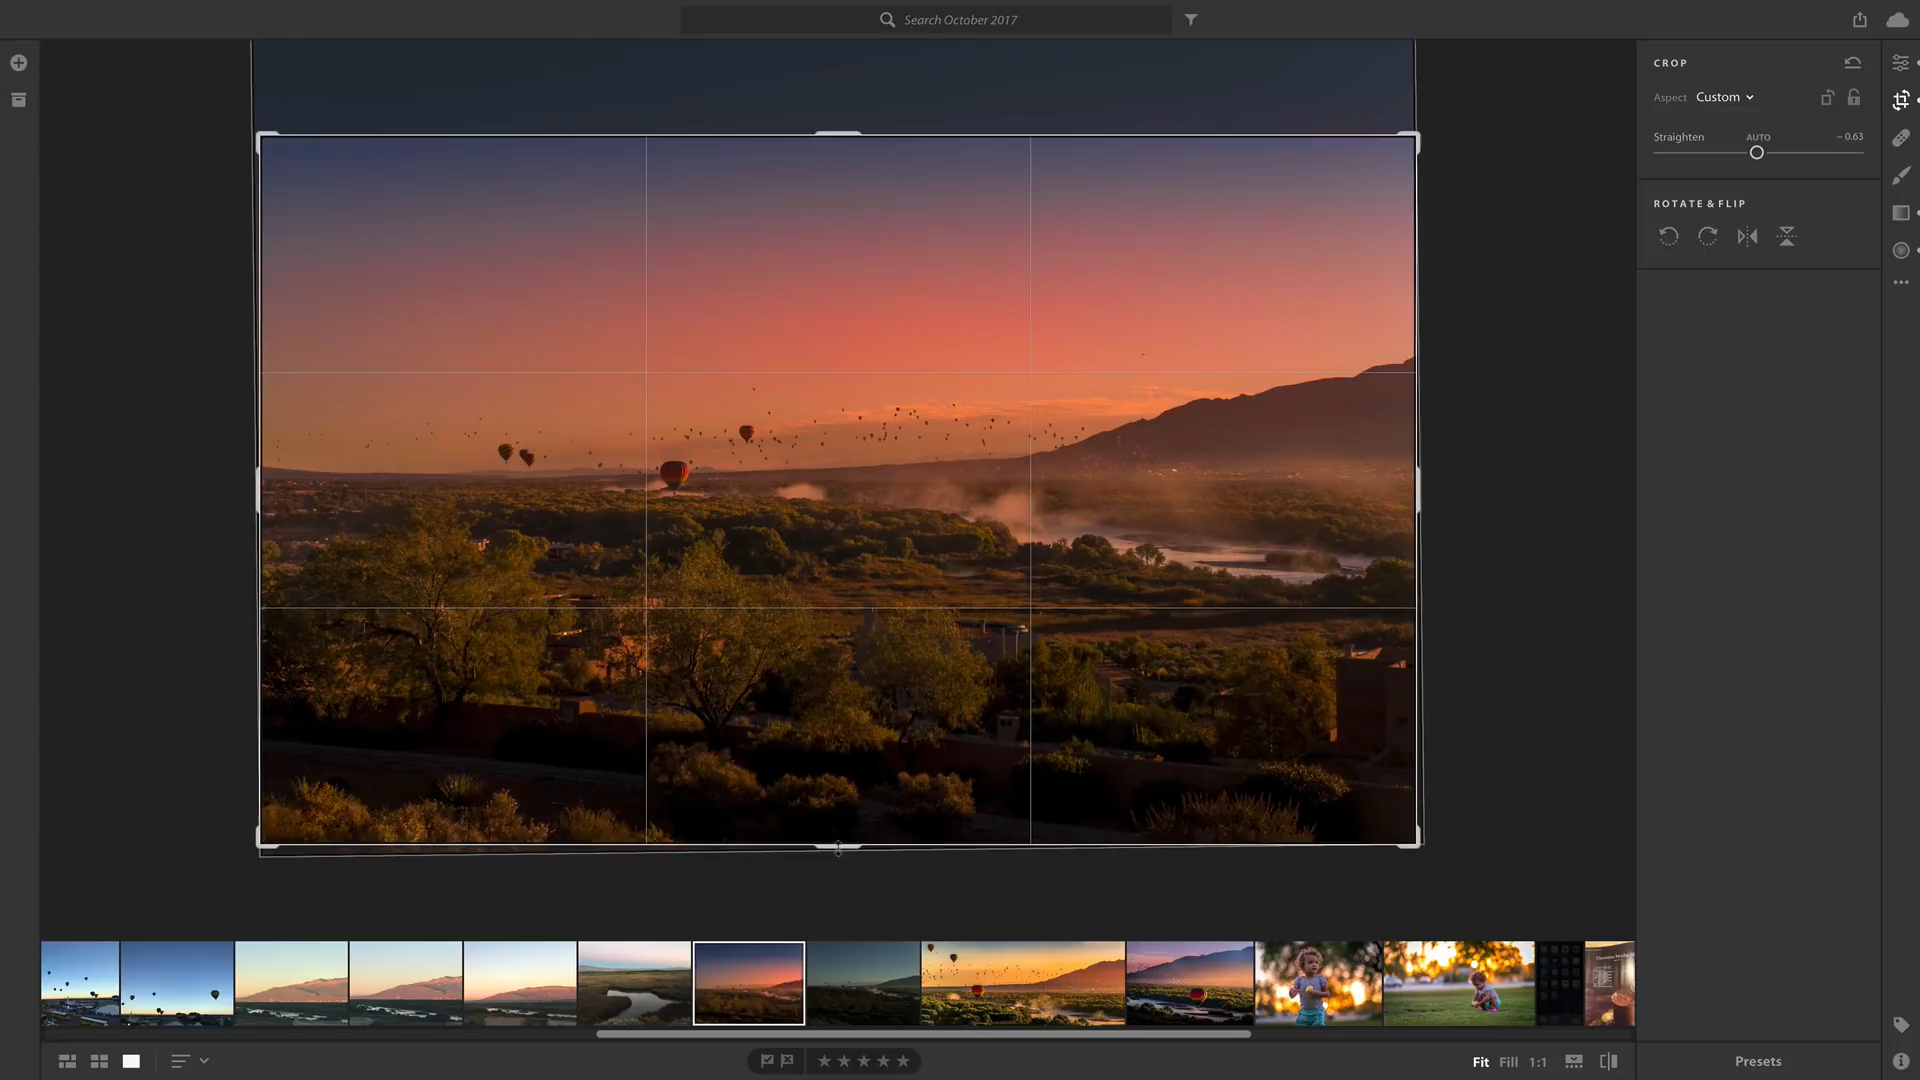 Search October 2017
CROP
Aspect Custom
Straighten AUTO – 0.63
ROTATE & FLIP
Fit Fill 1:1
Presets